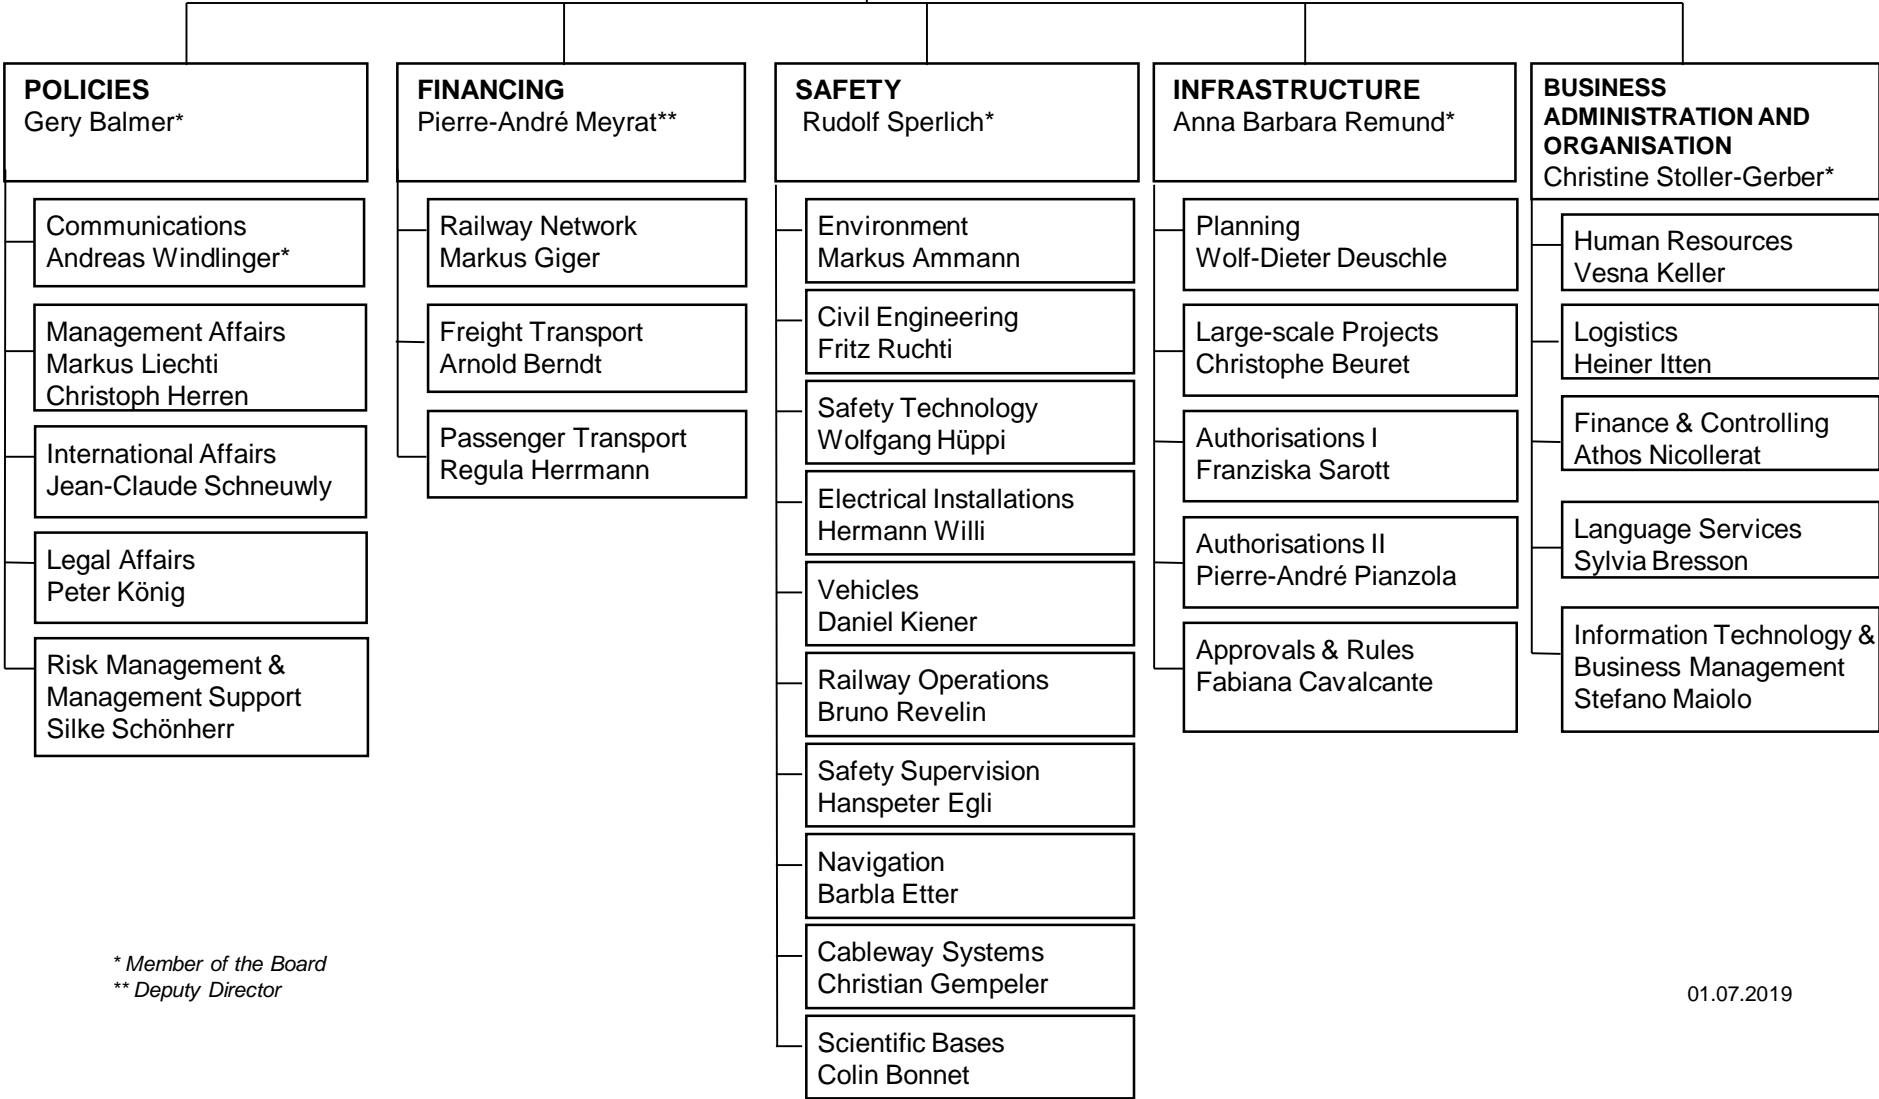 POLICIES
Gery Balmer*
Communications
Andreas Windlinger*
Management Affairs
Markus Liechti
Christoph Herren
International Affairs
Jean-Claude Schneuwly
Legal Affairs
Peter König
Risk Management &
Management Support
Silke Schönherr
FINANCING
Pierre-André Meyrat**
Railway Network
Markus Giger
Freight Transport
Arnold Berndt
Passenger Transport
Regula Herrmann
SAFETY
Rudolf Sperlich*
Environment
Markus Ammann
Civil Engineering
Fritz Ruchti
Safety Technology
Wolfgang Hüppi
Electrical Installations
Hermann Willi
Vehicles
Daniel Kiener
Railway Operations
Bruno Revelin
Safety Supervision
Hanspeter Egli
Navigation
Barbla Etter
Cableway Systems
Christian Gempeler
Scientific Bases
Colin Bonnet
INFRASTRUCTURE
Anna Barbara Remund*
Planning
Wolf-Dieter Deuschle
Large-scale Projects
Christophe Beuret
Authorisations I
Franziska Sarott
Authorisations II
Pierre-André Pianzola
Approvals & Rules
Fabiana Cavalcante
BUSINESS
ADMINISTRATION AND
ORGANISATION
Christine Stoller-Gerber*
Human Resources
Vesna Keller
Logistics
Heiner Itten
Finance & Controlling
Athos Nicollerat
Language Services
Sylvia Bresson
Information Technology &
Business Management
Stefano Maiolo
* Member of the Board
** Deputy Director
01.07.2019